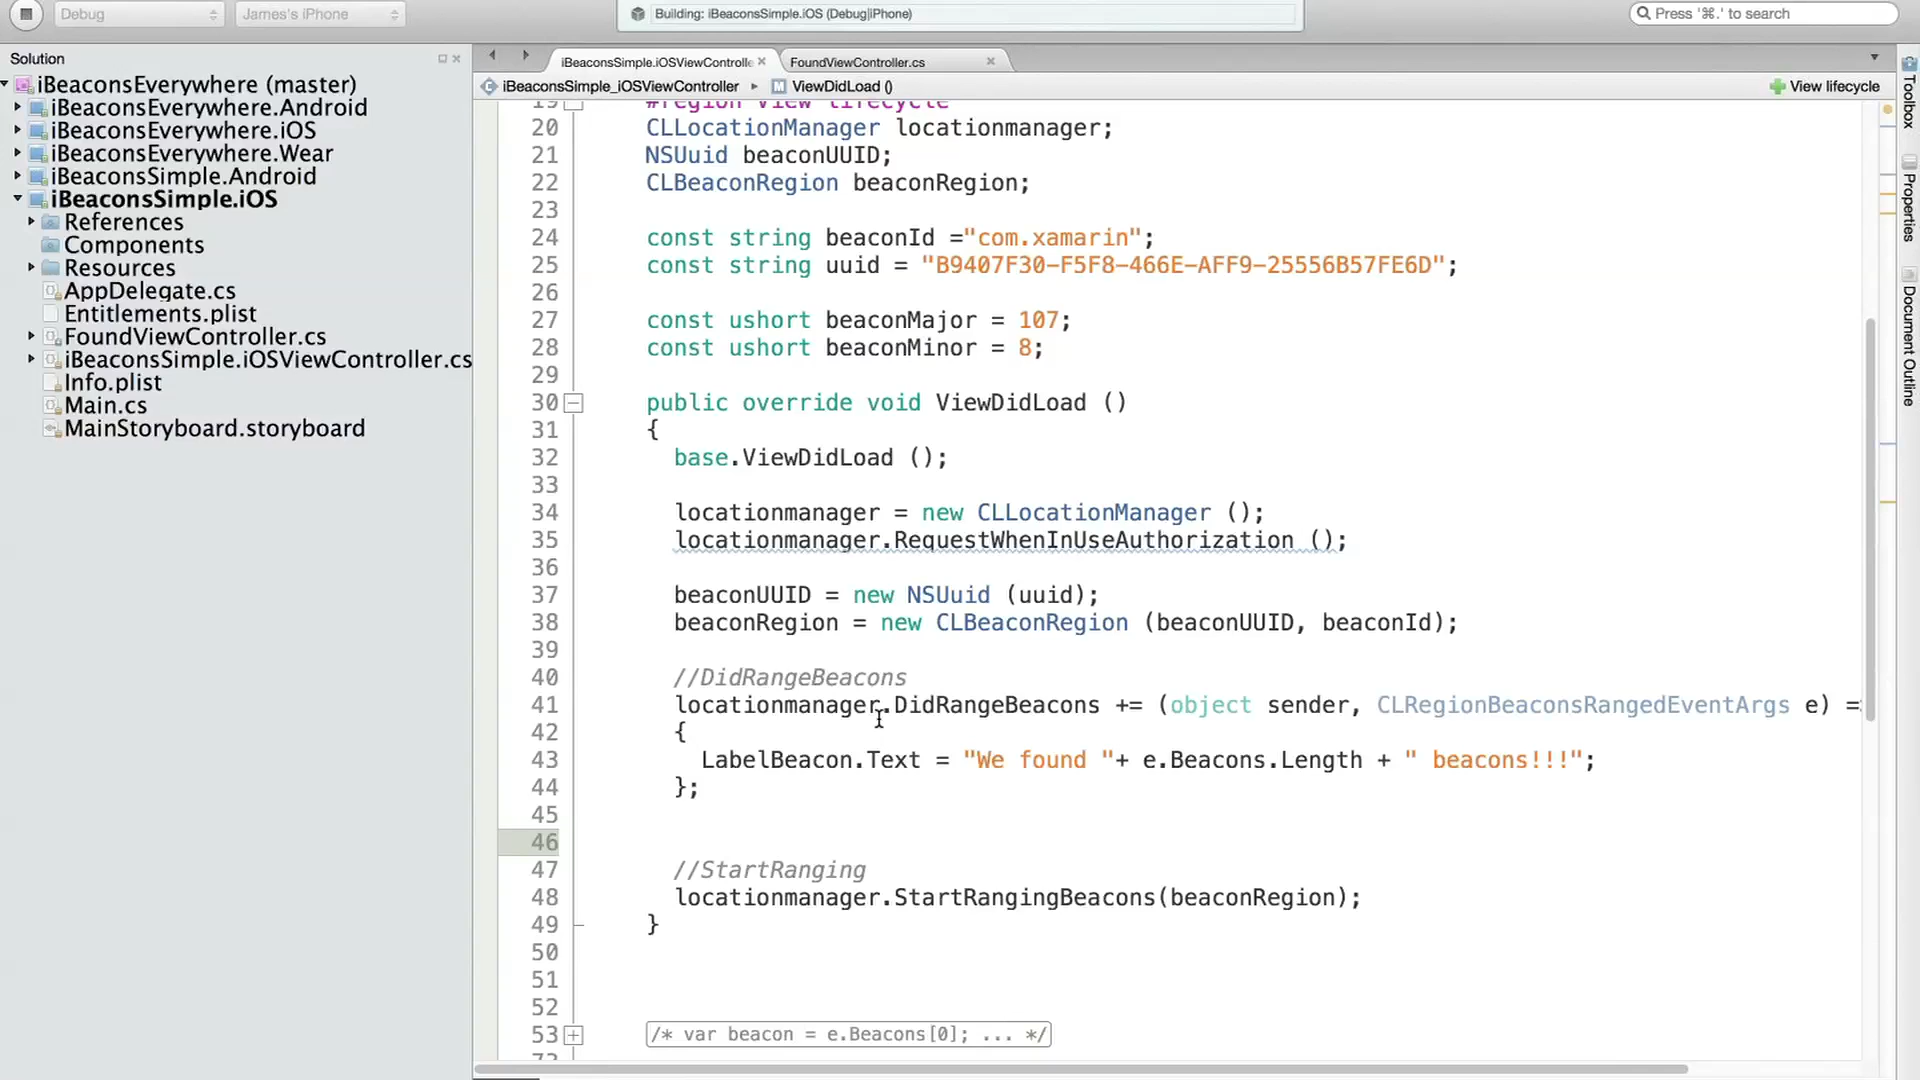 Debug
James's iPhone
Building: iBeaconsSimple.iOS (Debug|iPhone)
Press '⌘.' to search
Solution
iBeaconsEverywhere (master)
iBeaconsEverywhere.Android
iBeaconsEverywhere.iOS
iBeaconsEverywhere.Wear
iBeaconsSimple.Android
iBeaconsSimple.iOS
References
Components
Resources
AppDelegate.cs
Entitlements.plist
FoundViewController.cs
iBeaconsSimple.iOSViewController.cs
Info.plist
Main.cs
MainStoryboard.storyboard
iBeaconsSimple.iOSViewControlle
FoundViewController.cs
iBeaconsSimple_iOSViewController
ViewDidLoad ()
View lifecycle
19 #region View lifecycle
20 CLLocationManager locationmanager;
21 NSUuid beaconUUID;
22 CLBeaconRegion beaconRegion;
23
24 const string beaconId ="com.xamarin";
25 const string uuid = "B9407F30-F5F8-466E-AFF9-25556B57FE6D";
26
27 const ushort beaconMajor = 107;
28 const ushort beaconMinor = 8;
29
30 public override void ViewDidLoad ()
31 {
32 base.ViewDidLoad ();
33
34 locationmanager = new CLLocationManager ();
35 locationmanager.RequestWhenInUseAuthorization ();
36
37 beaconUUID = new NSUuid (uuid);
38 beaconRegion = new CLBeaconRegion (beaconUUID, beaconId);
39
40 //DidRangeBeacons
41 locationmanager.DidRangeBeacons += (object sender, CLRegionBeaconsRangedEventArgs e) =
42 {
43 LabelBeacon.Text = "We found "+ e.Beacons.Length + " beacons!!!";
44 };
45
46
47 //StartRanging
48 locationmanager.StartRangingBeacons(beaconRegion);
49 }
50
51
52
53 /* var beacon = e.Beacons[0]; ... */
73
Toolbox
Properties
Document Outline